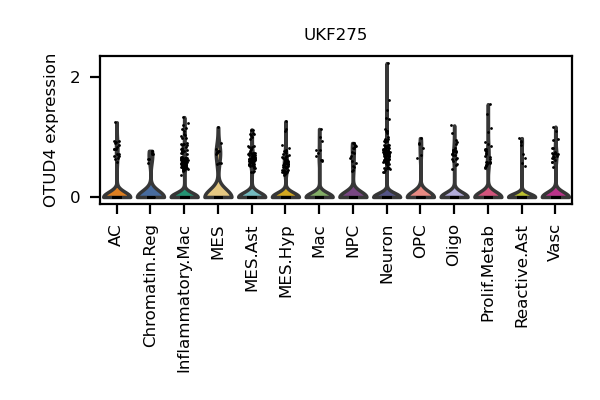 UKF275
OTUD4 expression
2
0
AC
Chromatin.Reg
Inflammatory.Mac
MES
MES.Ast
MES.Hyp
Mac
NPC
Neuron
OPC
Oligo
Prolif.Metab
Reactive.Ast
Vasc